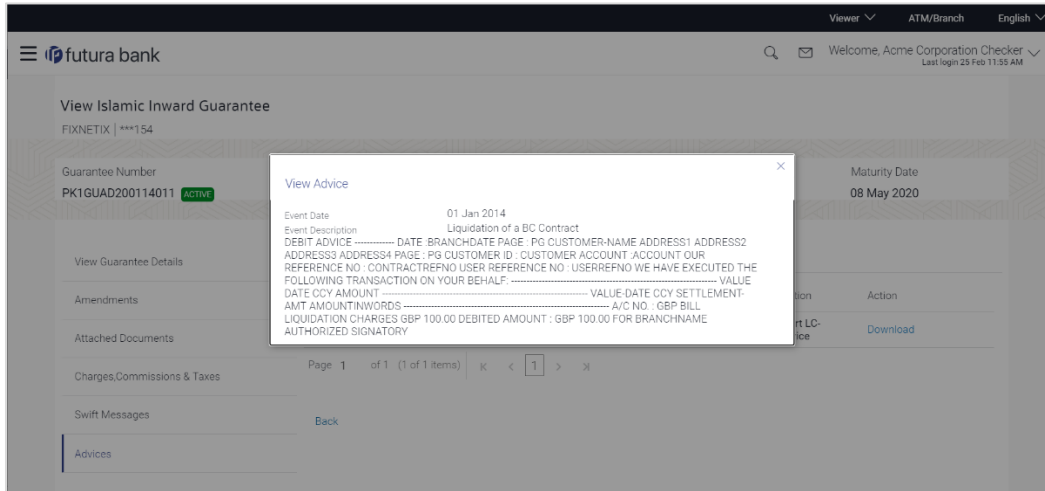 Viewer ATM/Branch English
futura bank Welcome, Acme Corporation Checker
Last login 25 Feb 11:55 AM
View Islamic Inward Guarantee
FIXNETIX | ***154
Guarantee Number Maturity Date
PK1GUAD200114011 ACTIVE 08 May 2020
View Advice
Event Date 01 Jan 2014
Event Description Liquidation of a BC Contract
DEBIT ADVICE ------------ DATE :BRANCHDATE PAGE : PG CUSTOMER-NAME ADDRESS1 ADDRESS2
ADDRESS3 ADDRESS4 PAGE : PG CUSTOMER ID : CUSTOMER ACCOUNT :ACCOUNT OUR
REFERENCE NO : CONTRACTREFNO USER REFERENCE NO : USERREFNO WE HAVE EXECUTED THE
FOLLOWING TRANSACTION ON YOUR BEHALF: ------------------------------------------------------------ VALUE
DATE CCY AMOUNT ------------------------------------------------------------ VALUE-DATE CCY SETTLEMENT-
AMT AMOUNTINWORDS ------------------------------------------------------------ A/C NO. : GBP BILL
LIQUIDATION CHARGES GBP 100.00 DEBITED AMOUNT : GBP 100.00 FOR BRANCHNAME
AUTHORIZED SIGNATORY
View Guarantee Details
Amendments
Action
Attached Documents
Download
Page 1 of 1 (1 of 1 items) K < 1 > X
Charges,Commissions & Taxes
Swift Messages
Back
Advices